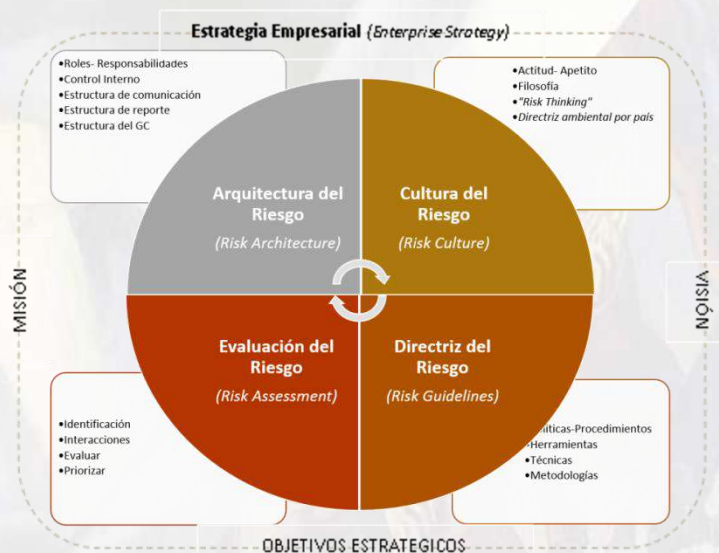 Estrategia Empresarial (Enterprise Strategy)
•Roles- Responsabilidades
•Control Interno
•Estructura de comunicación
•Estructura de reporte
•Estructura del GC
•Actitud- Apetito
•Filosofía
•"Risk Thinking"
•Directriz ambiental por país
Arquitectura del
Riesgo
(Risk Architecture)
Cultura del
Riesgo
(Risk Culture)
MISIÓN
VISIÓN
Evaluación del
Riesgo
(Risk Assessment)
Directriz del
Riesgo
(Risk Guidelines)
•Identificación
•Interacciones
•Evaluar
•Priorizar
líticas-Procedimientos
Herramientas
•Técnicas
•Metodologías
OBJETIVOS ESTRATEGICOS